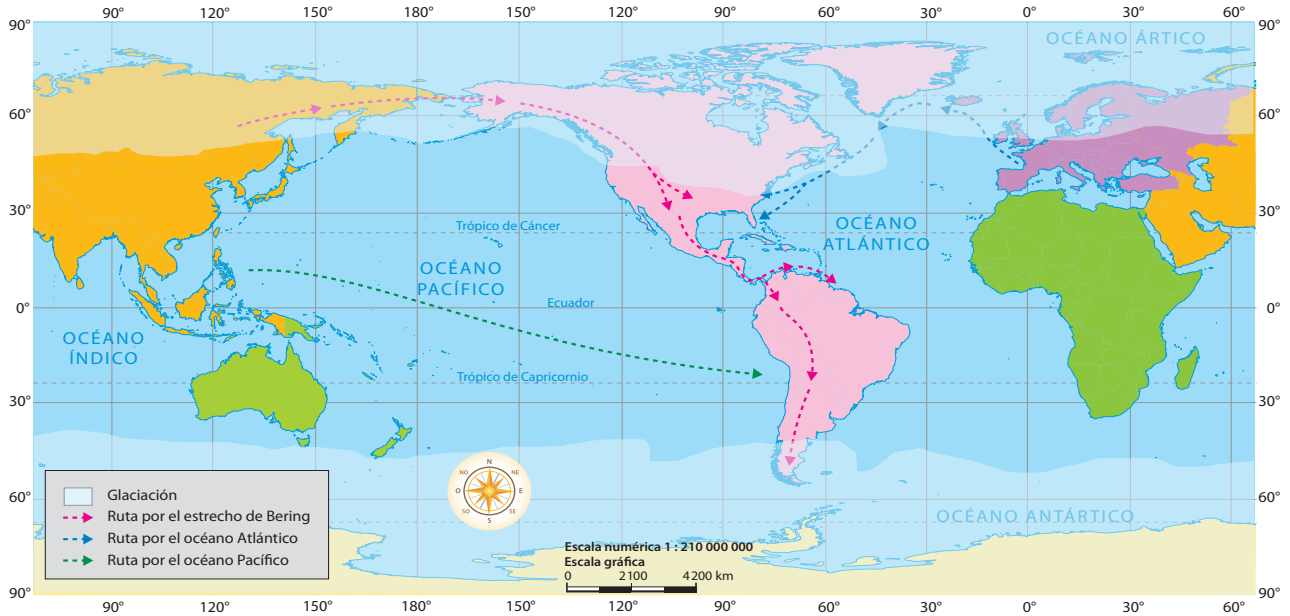 90° 120° 150° 180° 150° 120° 90° 60° 30° 0° 30° 60°
90° 90°
OCÉANO ÁRTICO
60° 60°
30° 30°
Trópico de Cáncer
OCÉANO
ATLÁNTICO
OCÉANO
PACÍFICO
Ecuador
0° 0°
OCÉANO
ÍNDICO
Trópico de Capricornio
30° 30°
N
NO NE
O E
SO SE
S
Glaciación
60° 60°
Ruta por el estrecho de Bering
OCÉANO ANTÁRTICO
Ruta por el océano Atlántico
Ruta por el océano Pacífico
Escala numérica 1 : 210 000 000
Escala gráfica
0 2100 4200 km
90° 90°
90° 120° 150° 180° 150° 120° 90° 60° 30° 0° 30° 60°